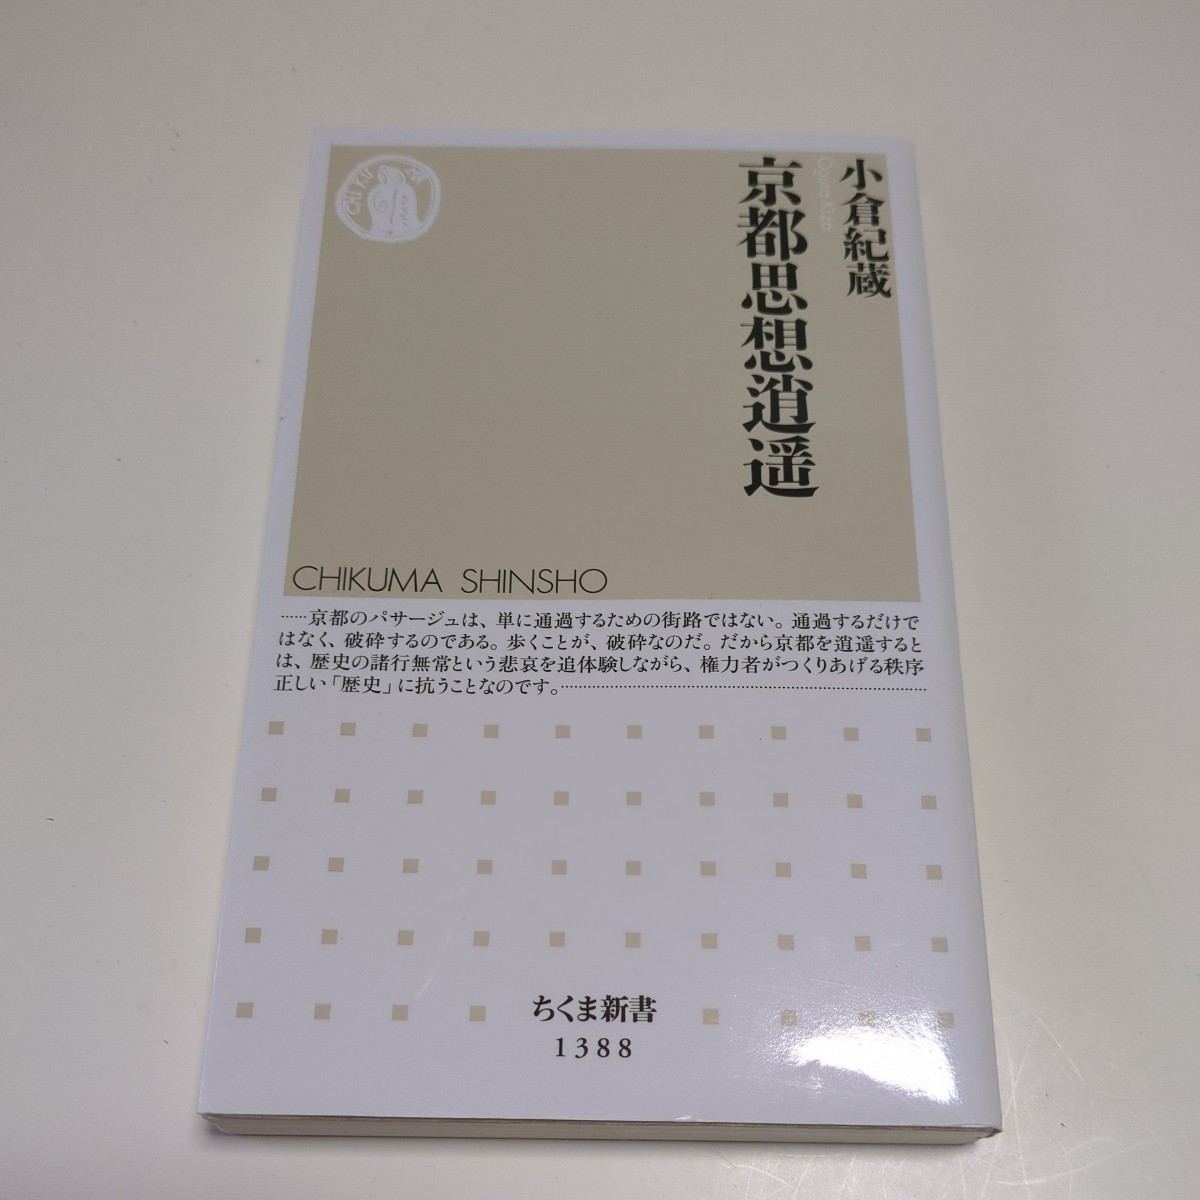 小倉紀蔵
Ogura Kizo
京都思想逍遥
CHIKUMA SHINSHO
……京都のパサージュは、単に通過するための街路ではない。通過するだけで
はなく、破砕するのである。歩くことが、破砕なのだ。だから京都を逍遥すると
は、歴史の諸行無常という悲哀を追体験しながら、権力者がつくりあげる秩序
正しい「歴史」に抗うことなのです。……
ちくま新書
1388